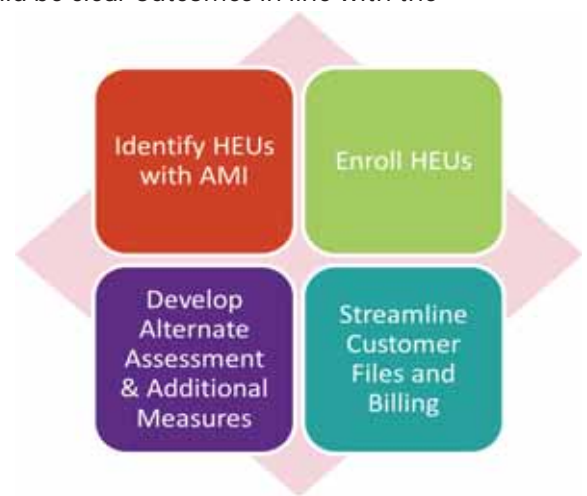 be clear outcomes in line with the
Identify HEUs
with AMI
Enroll HEUs
Develop
Alternate
Assessment
& Additional
Measures
Streamline
Customer
Files and
Billing